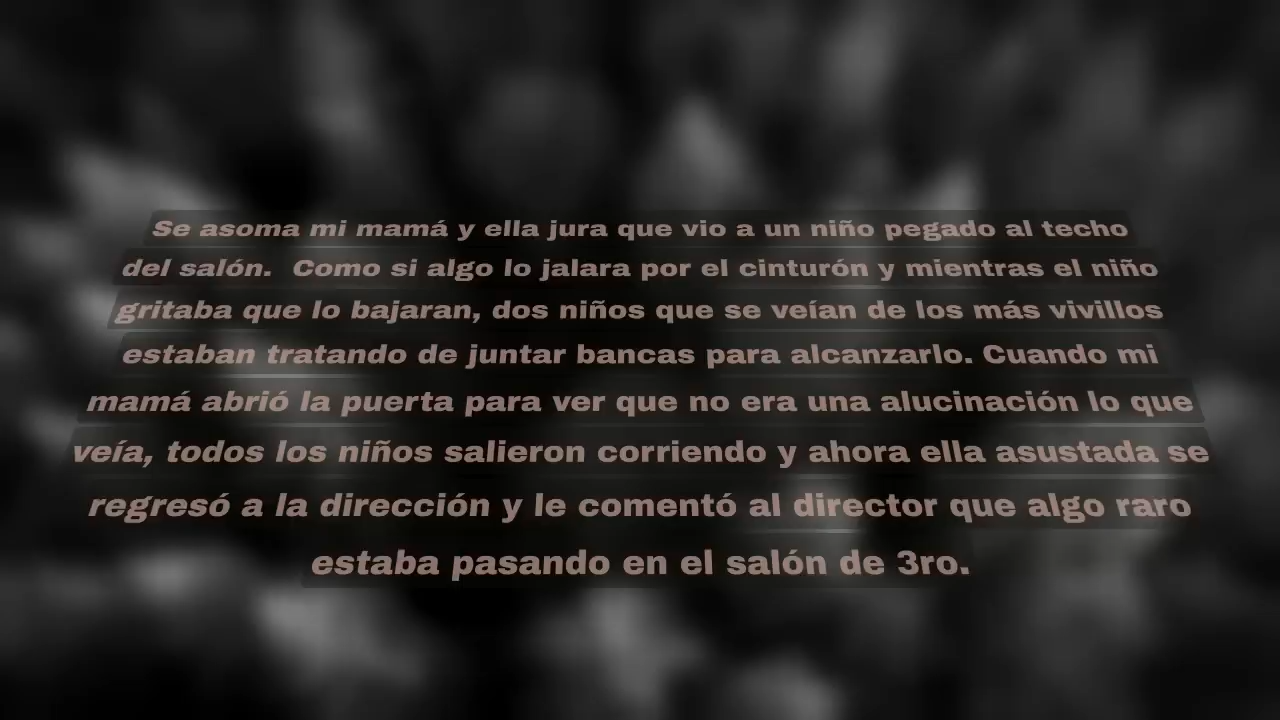 Se asoma mi mamá y ella jura que vio a un niño pegado al techo
del salón.  Como si algo lo jalara por el cinturón y mientras el niño
gritaba que lo bajaran, dos niños que se veían de los más vivillos
estaban tratando de juntar bancas para alcanzarlo. Cuando mi
mamá abrió la puerta para ver que no era una alucinación lo que
veía, todos los niños salieron corriendo y ahora ella asustada se
regresó a la dirección y le comentó al director que algo raro
estaba pasando en el salón de 3ro.